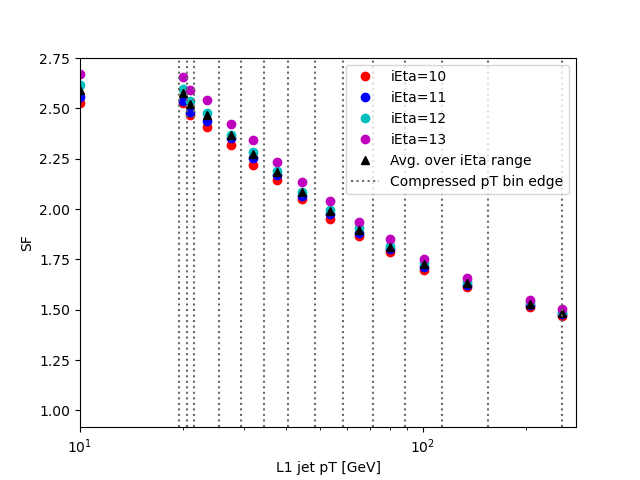 2.75
2.50
2.25
2.00
1.75
1.50
1.25
1.00
SF
iEta=10
iEta=11
iEta=12
iEta=13
Avg. over iEta range
Compressed pT bin edge
10¹
10²
L1 jet pT [GeV]